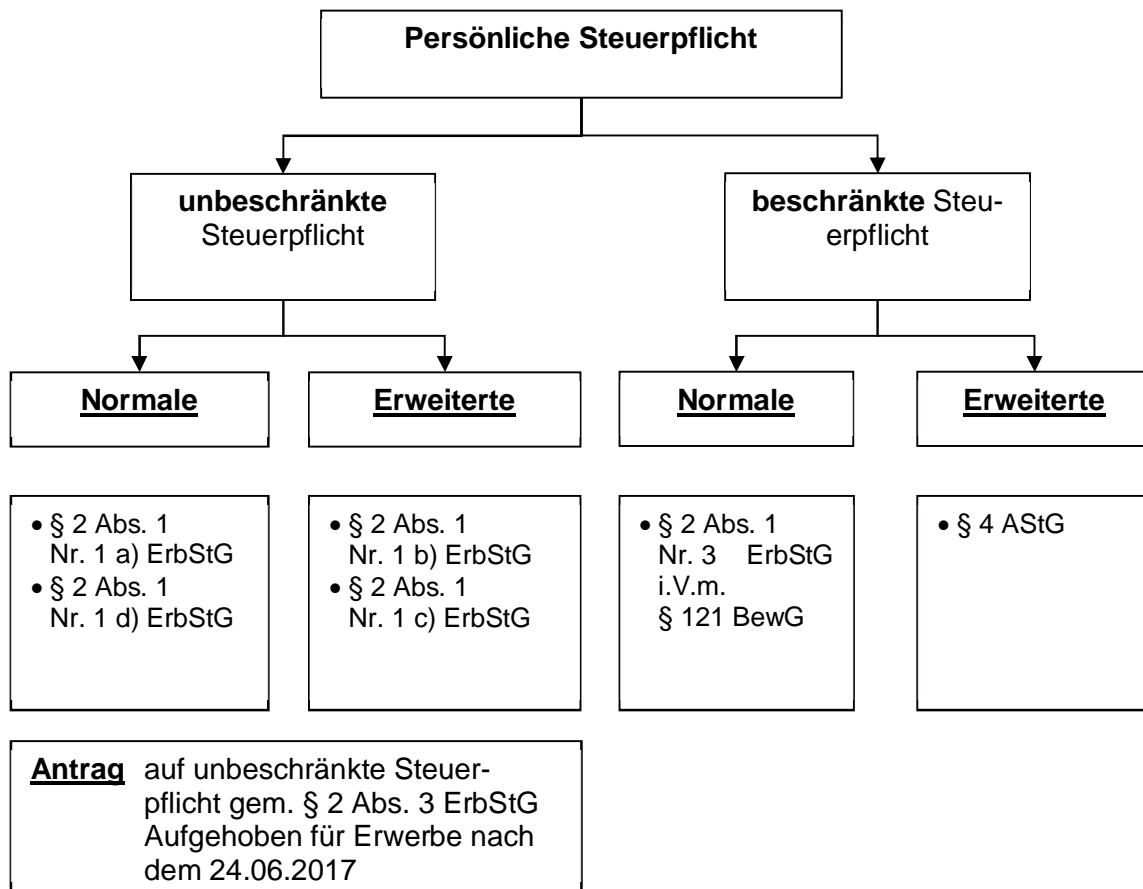 Persönliche Steuerpflicht
unbeschränkte
Steuerpflicht
beschränkte Steu-
erpflicht
Normale
Erweiterte
Normale
Erweiterte
• § 2 Abs. 1
Nr. 1 a) ErbStG
• § 2 Abs. 1
Nr. 1 d) ErbStG
• § 2 Abs. 1
Nr. 1 b) ErbStG
• § 2 Abs. 1
Nr. 1 c) ErbStG
• § 2 Abs. 1
Nr. 3 ErbStG
i.V.m.
§ 121 BewG
• § 4 AStG
Antrag auf unbeschränkte Steuer-
pflicht gem. § 2 Abs. 3 ErbStG
Aufgehoben für Erwerbe nach
dem 24.06.2017